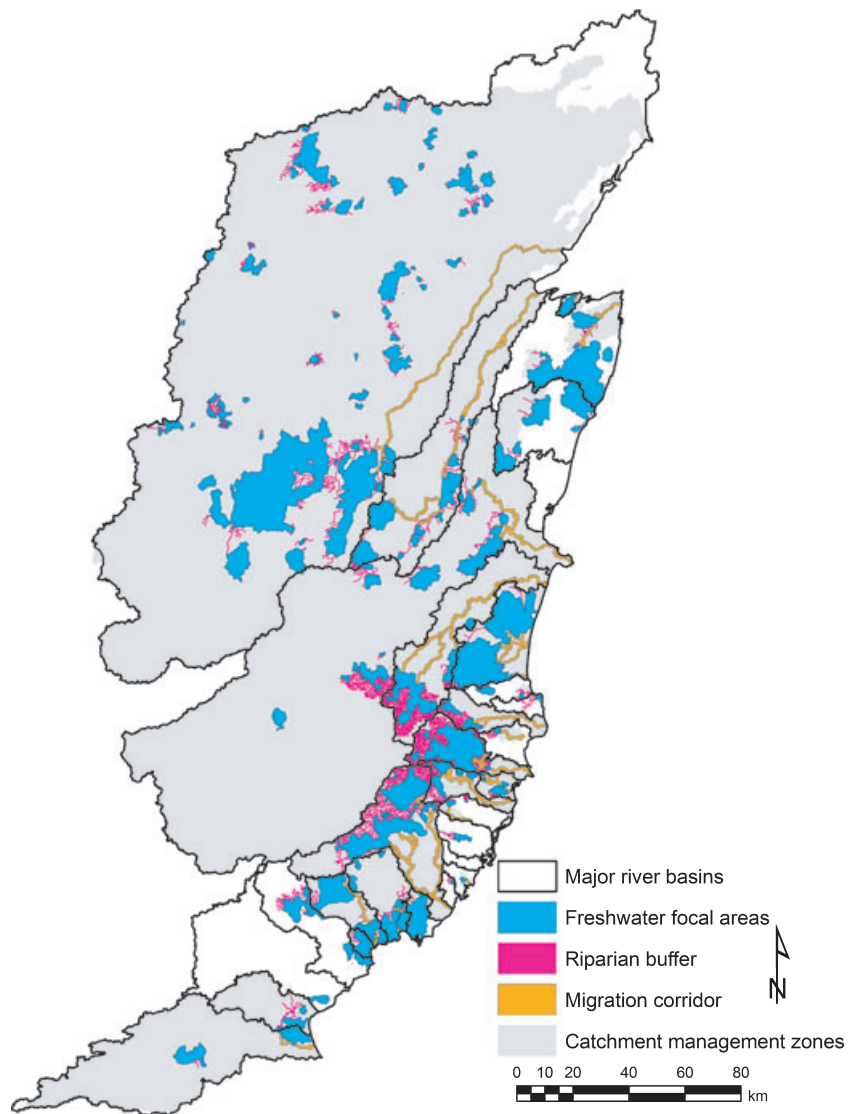 Major river basins
Freshwater focal areas
Riparian buffer
Migration corridor
N
Catchment management zones
0 10 20 40 60 80
km